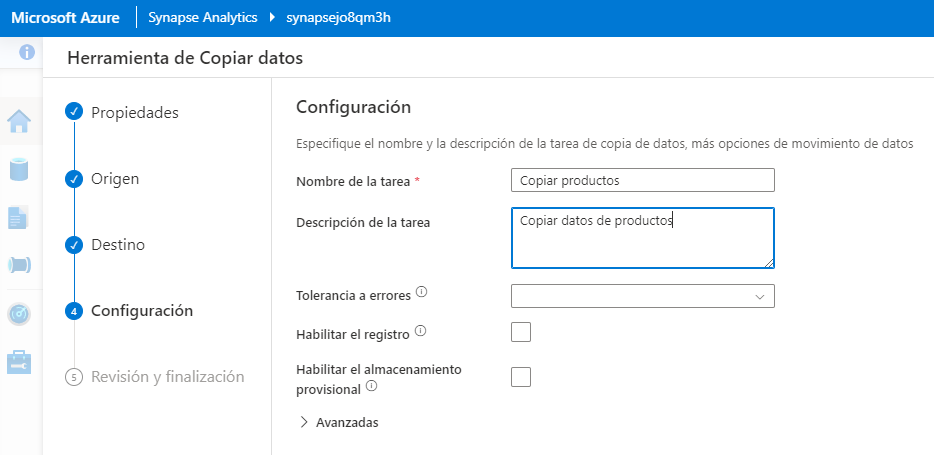 Microsoft Azure
Synapse Analytics
synapsejo8qm3h
Herramienta de Copiar datos
Propiedades
Origen
Destino
4
Configuración
5
Revisión y finalización
Configuración
Especifique el nombre y la descripción de la tarea de copia de datos, más opciones de movimiento de datos
Nombre de la tarea *
Copiar productos
Descripción de la tarea
Copiar datos de productos
Tolerancia a errores
Habilitar el registro
Habilitar el almacenamiento
provisional
Avanzadas